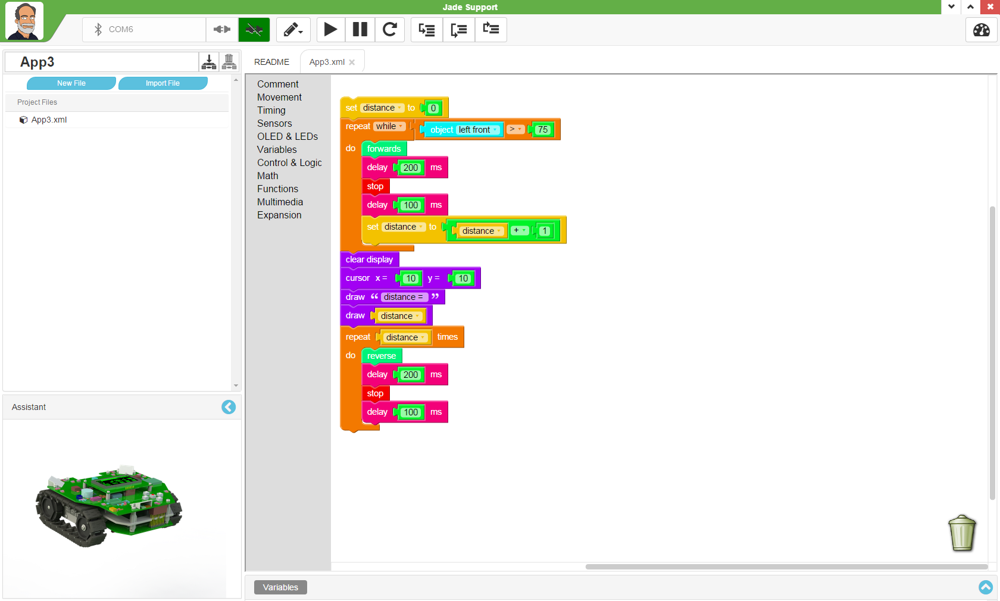 Jade Support
COM6
App3
New File
Import File
Project Files
App3.xml
Assistant
README
App3.xml
Comment
Movement
Timing
Sensors
OLED & LEDs
Variables
Control & Logic
Math
Functions
Multimedia
Expansion
set distance to 0
repeat while object left front > 75
do forwards
delay 200 ms
stop
delay 100 ms
set distance to distance + 1
clear display
cursor x = 10 y = 10
draw “ distance = ”
draw distance
repeat distance times
do reverse
delay 200 ms
stop
delay 100 ms
Variables